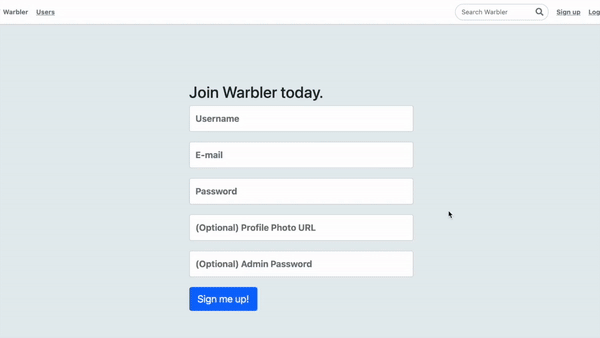 Warbler Users Search Warbler Sign up Log
Join Warbler today.
Username
E-mail
Password
(Optional) Profile Photo URL
(Optional) Admin Password
Sign me up!